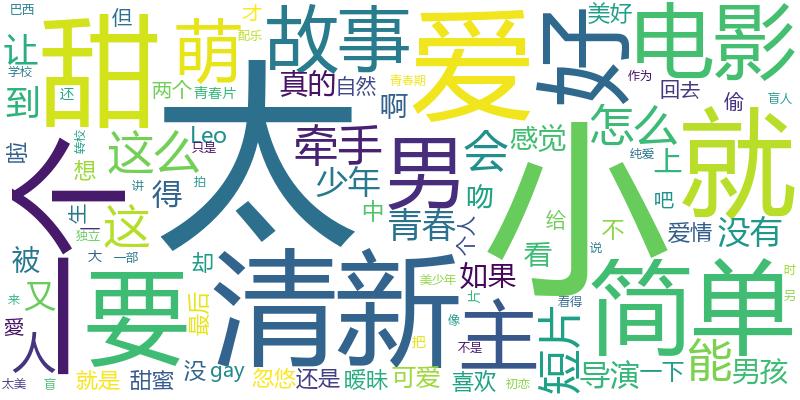 巴西
但
才
配乐
美好
让
甜
萌
故事
爱
好
电影
学校
还
两个
青春片
真的
自然
青春期
作为
回去
偷
盲人
到
啦
转校
这么
想
Leo
只是
太
牵手
啊
男
会
感觉
小
怎么
纯爱
上
吧
就
个
生
一
讲
得
拍
少年
中
青春
吻
个人
看
给
不
说
爱情
没有
这
独立
大
一部
被
又
却
清新
美少年
片
如果
看得
简单
时
另
来
愛
人
要
最后
像
把
主
不是
短片
能
太美
盲
就是
甜蜜
没
gay
忽悠
还是
暧昧
可爱
喜欢
初恋
导演
一下
男孩